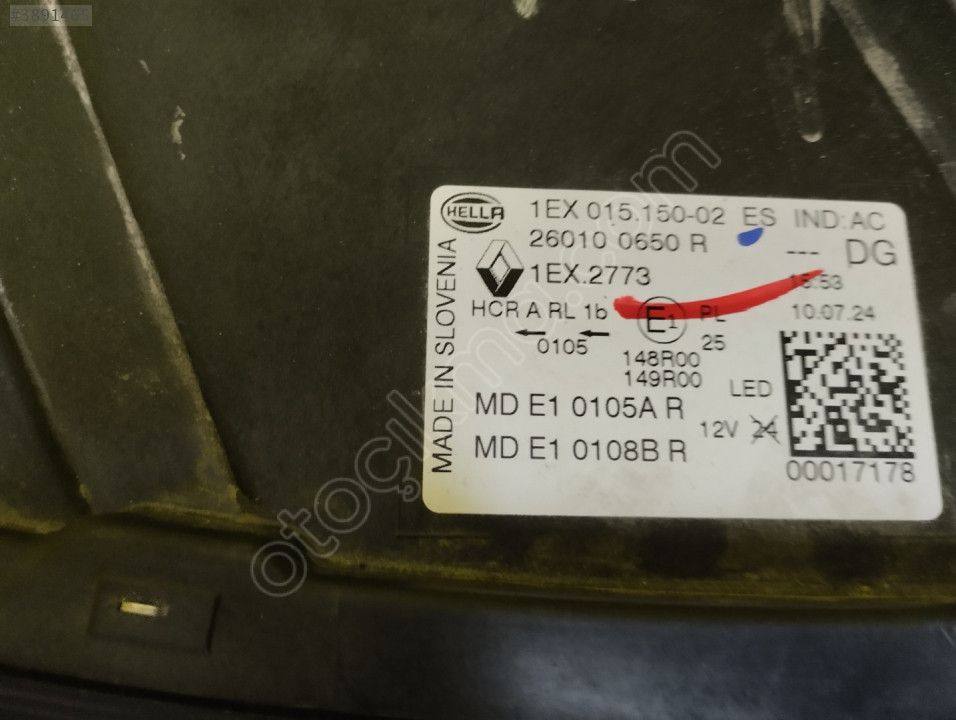 HELLA
1EX 015.150-02 ES IND: AC
26010 0650 R --- DG
1EX.2773
HCR A RL 1b E1 PL 10.07.24
0105 25
148R00
149R00
LED
MD E1 0105A R
12V 24
MD E1 0108B R
00017178
MADE IN SLOVENIA
otoçıkma.com